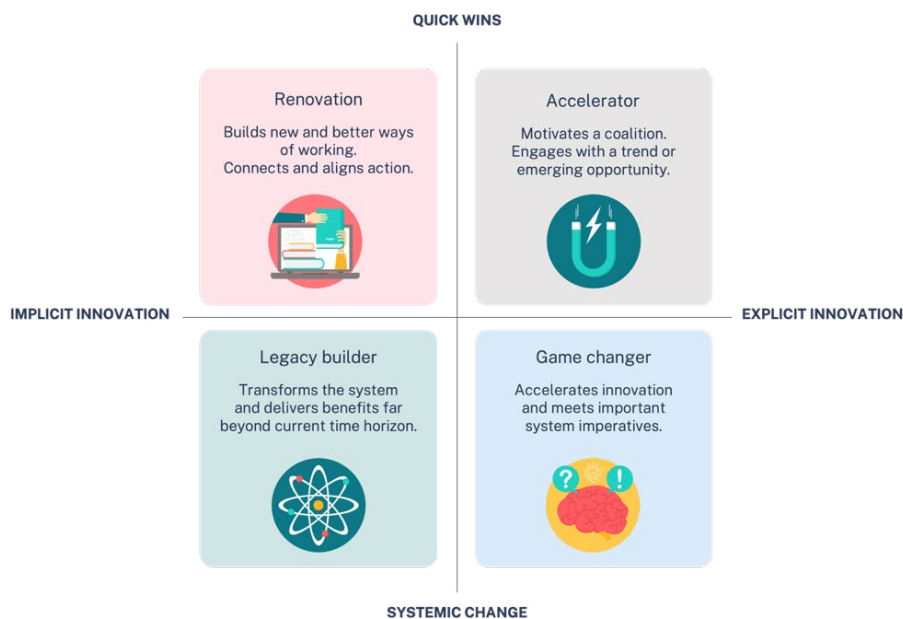 QUICK WINS
Renovation
Builds new and better ways
of working.
Connects and aligns action.
Accelerator
Motivates a coalition.
Engages with a trend or
emerging opportunity.
IMPLICIT INNOVATION
EXPLICIT INNOVATION
Legacy builder
Transforms the system
and delivers benefits far
beyond current time horizon.
Game changer
Accelerates innovation
and meets important
system imperatives.
?
!
SYSTEMIC CHANGE